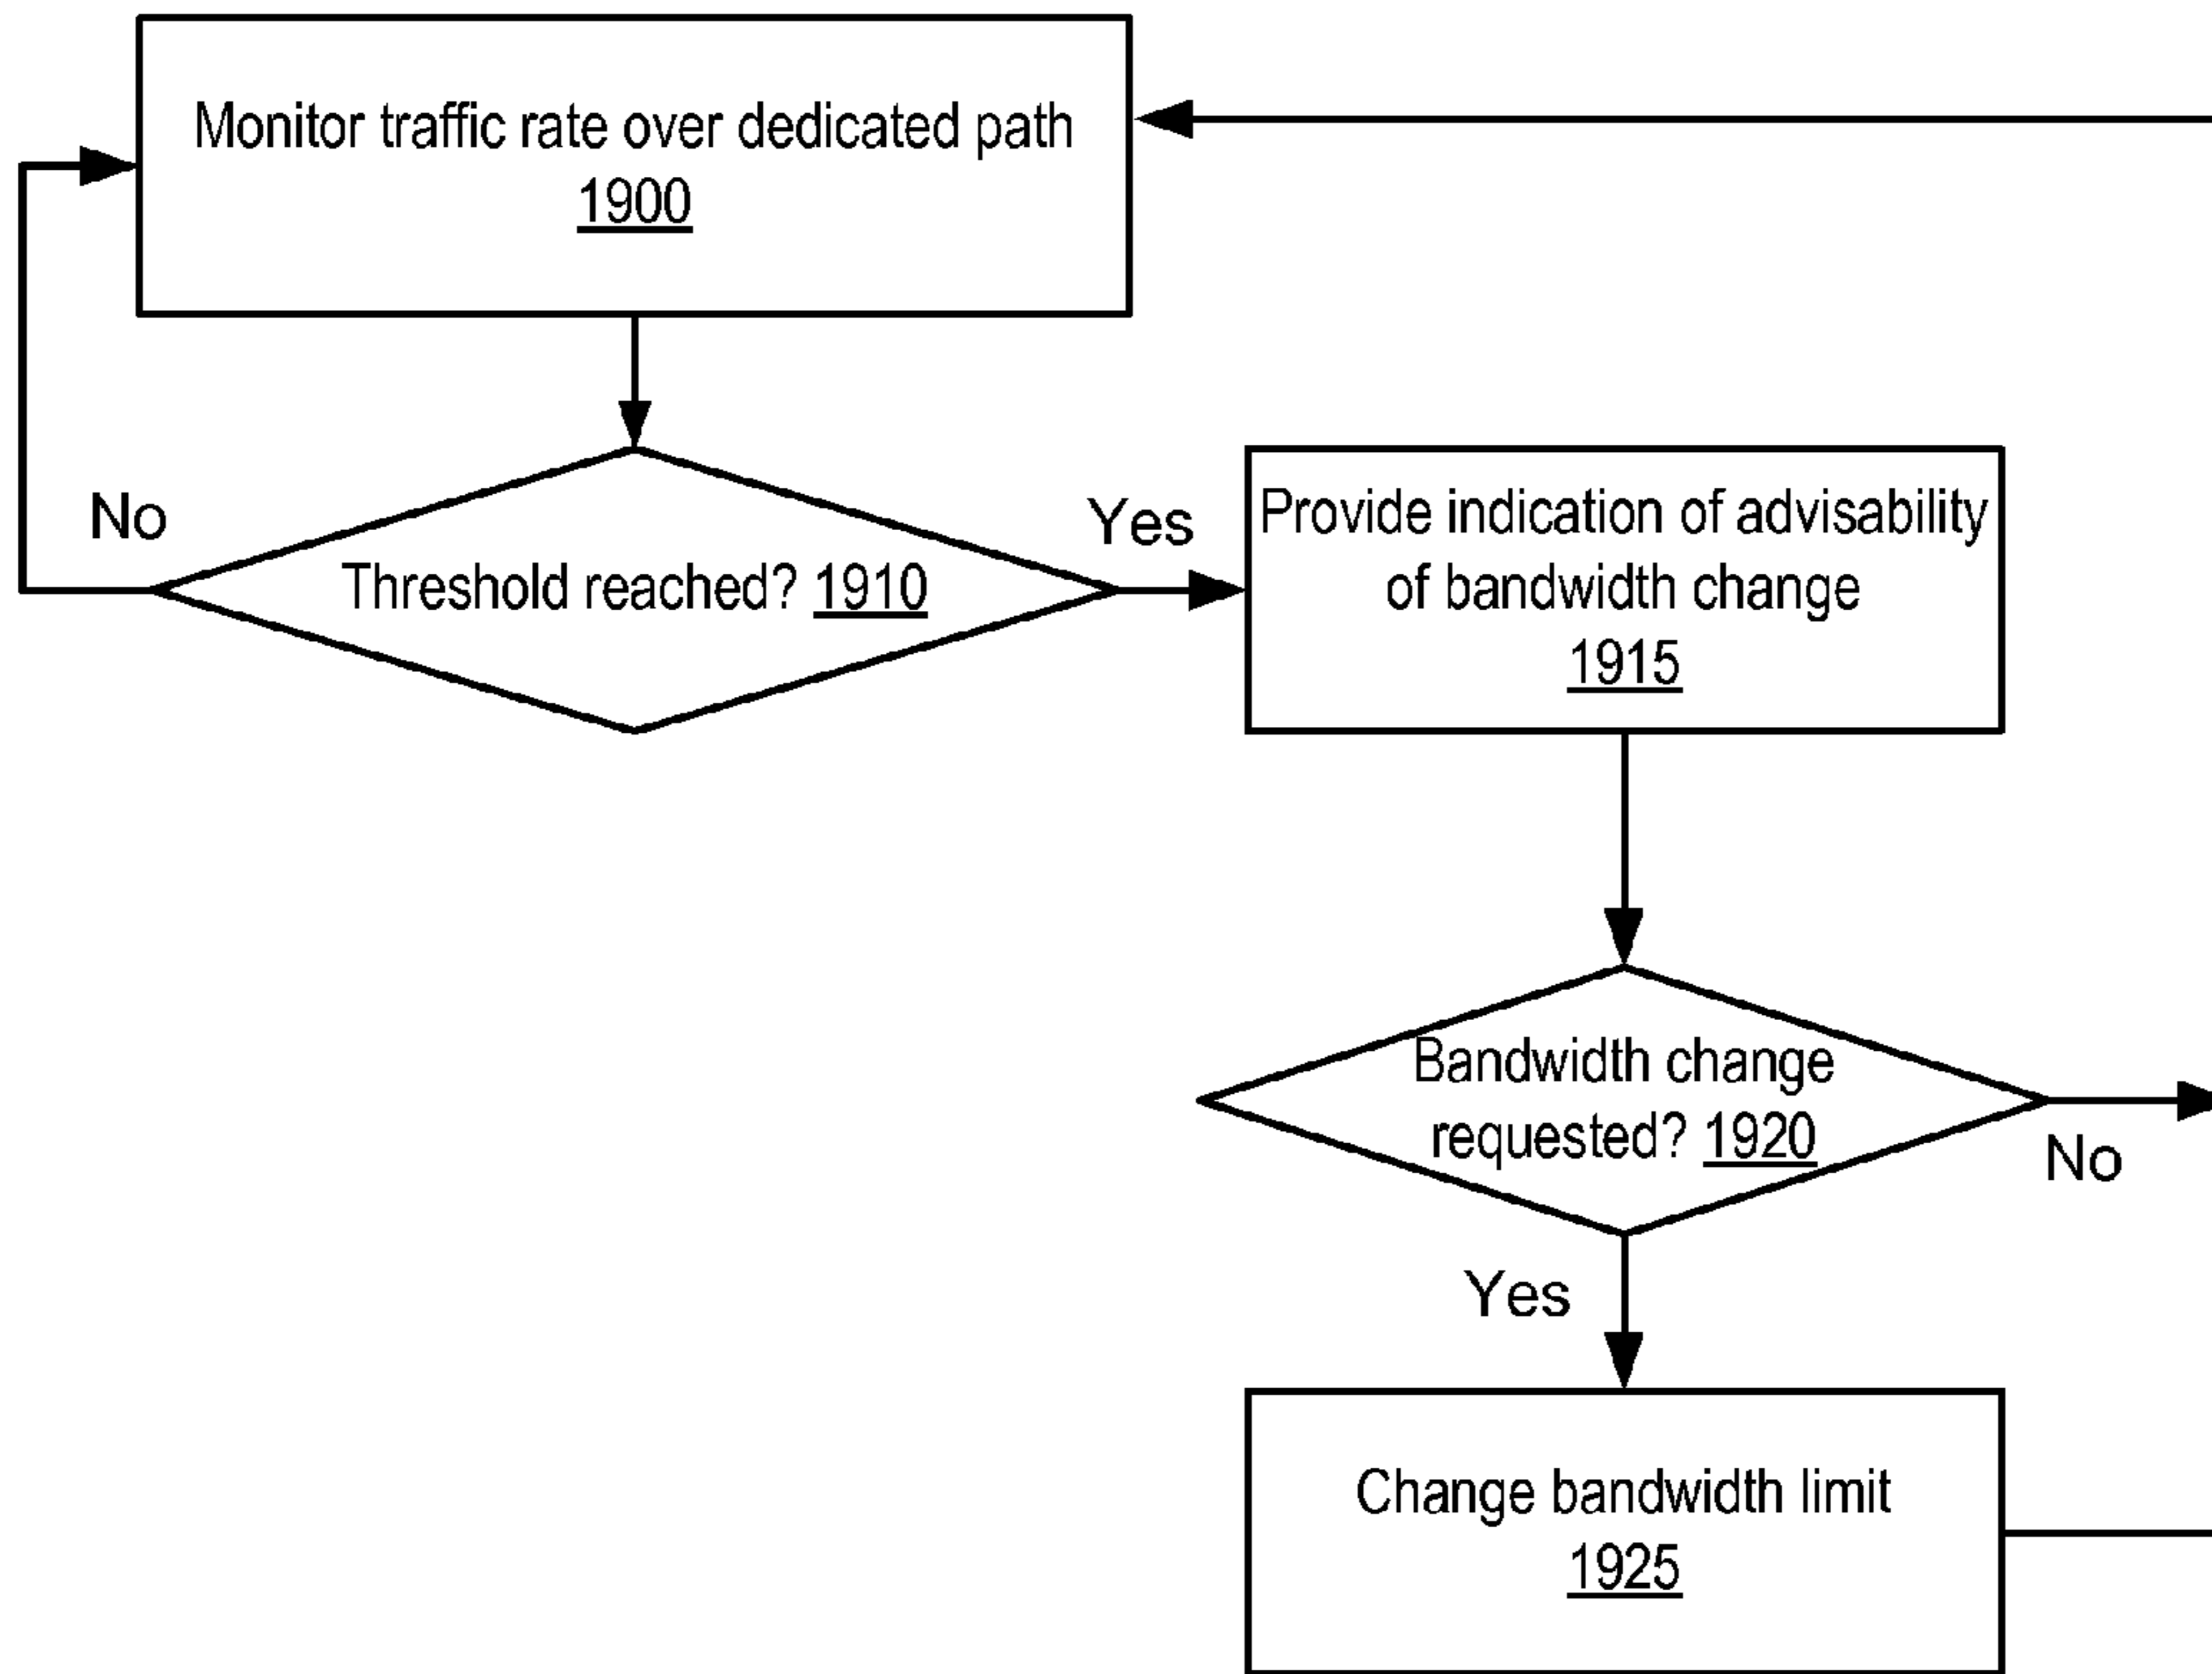 Monitor traffic rate over dedicated path
1900
No
Threshold reached? 1910
Yes
Provide indication of advisability
of bandwidth change
1915
Bandwidth change
requested? 1920
No
Yes
Change bandwidth limit
1925